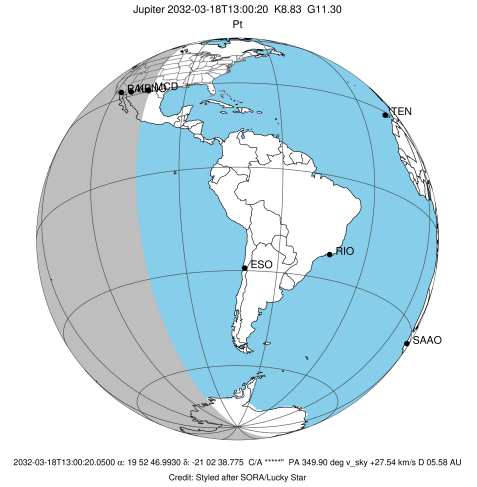 Jupiter 2032-03-18T13:00:20 K8.83 G11.30
Pt
MCD
TEN
RIO
ESO
SAAO
2032-03-18T13:00:20.0500 α: 19 52 46.9930 δ: -21 02 38.775 C/A *****" PA 349.90 deg v_sky +27.54 km/s D 05.58 AU
Credit: Styled after SORA/Lucky Star